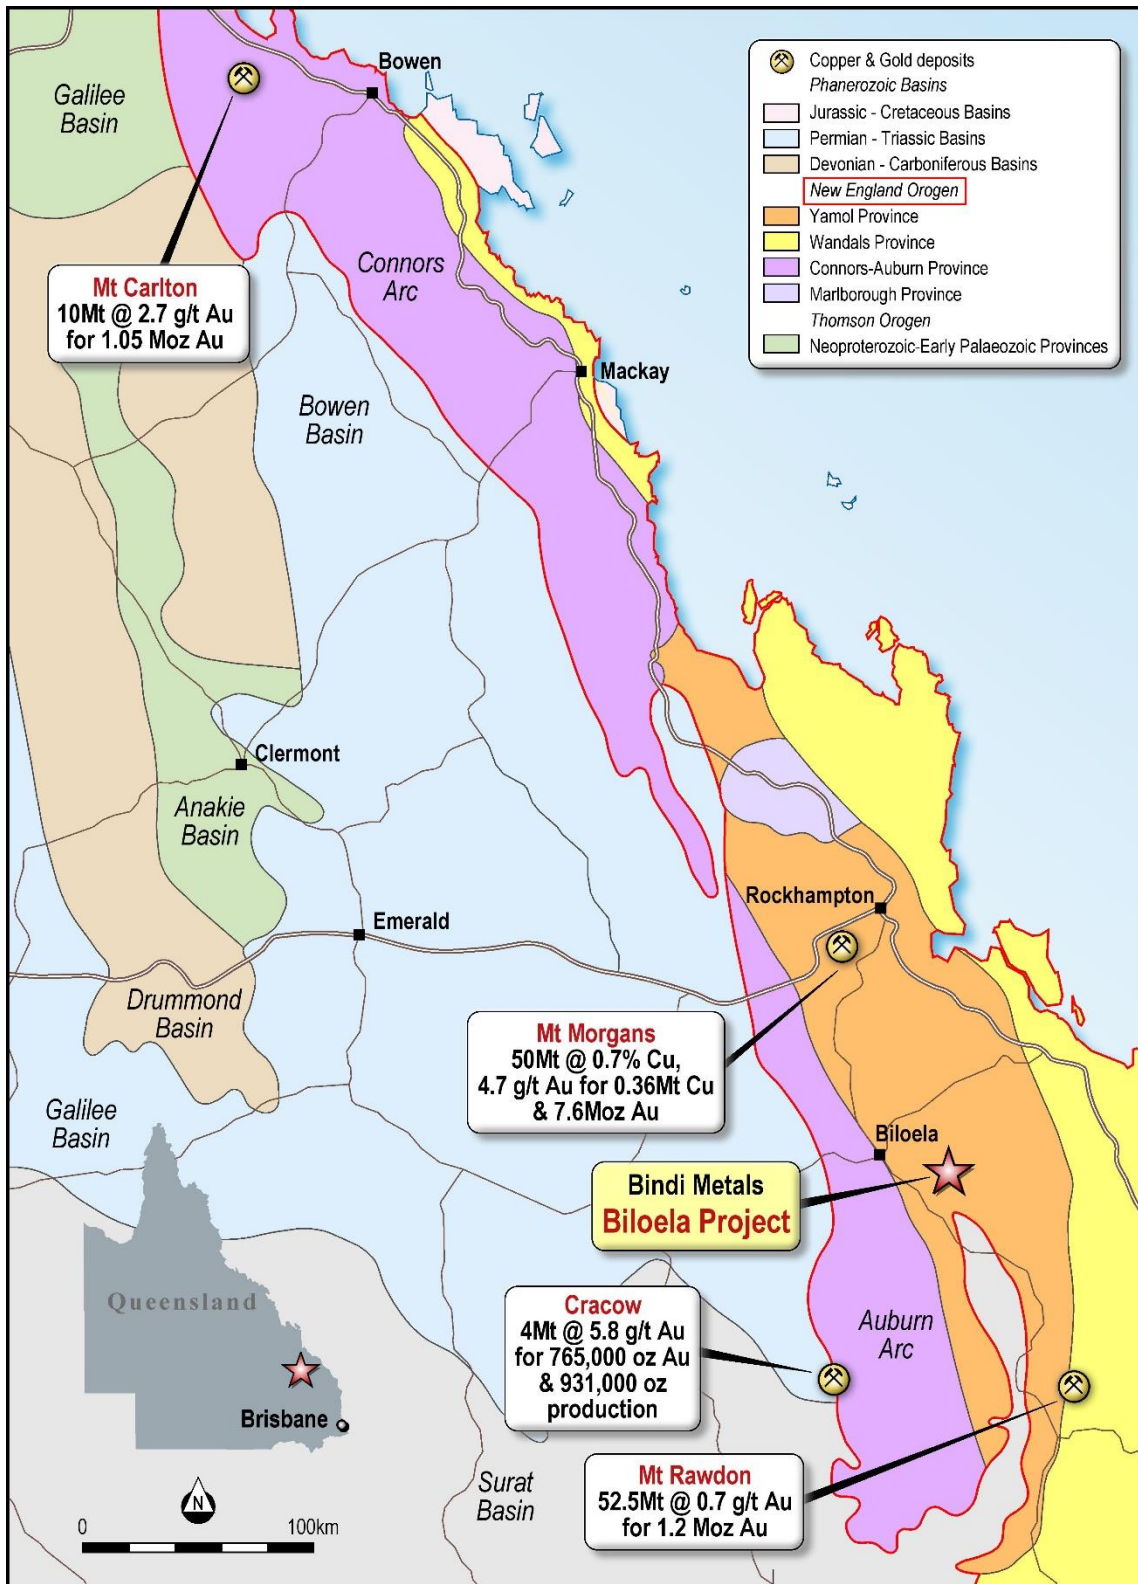 Bowen
Galilee
Basin
Copper & Gold deposits
Phanerozoic Basins
Jurassic - Cretaceous Basins
Permian - Triassic Basins
Devonian - Carboniferous Basins
New England Orogen
Yamol Province
Wandals Province
Connors-Auburn Province
Marlborough Province
Thomson Orogen
Neoproterozoic-Early Palaeozoic Provinces
Mt Carlton
10Mt @ 2.7 g/t Au
for 1.05 Moz Au
Connors
Arc
Mackay
Bowen
Basin
Clermont
Anakie
Basin
Rockhampton
Emerald
Drummond
Basin
Mt Morgans
50Mt @ 0.7% Cu,
4.7 g/t Au for 0.36Mt Cu
& 7.6Moz Au
Galilee
Basin
Biloela
Bindi Metals
Biloela Project
Queensland
Brisbane
Cracow
4Mt @ 5.8 g/t Au
for 765,000 oz Au
& 931,000 oz
production
Auburn
Arc
Surat
Basin
Mt Rawdon
52.5Mt @ 0.7 g/t Au
for 1.2 Moz Au
N
0 100km